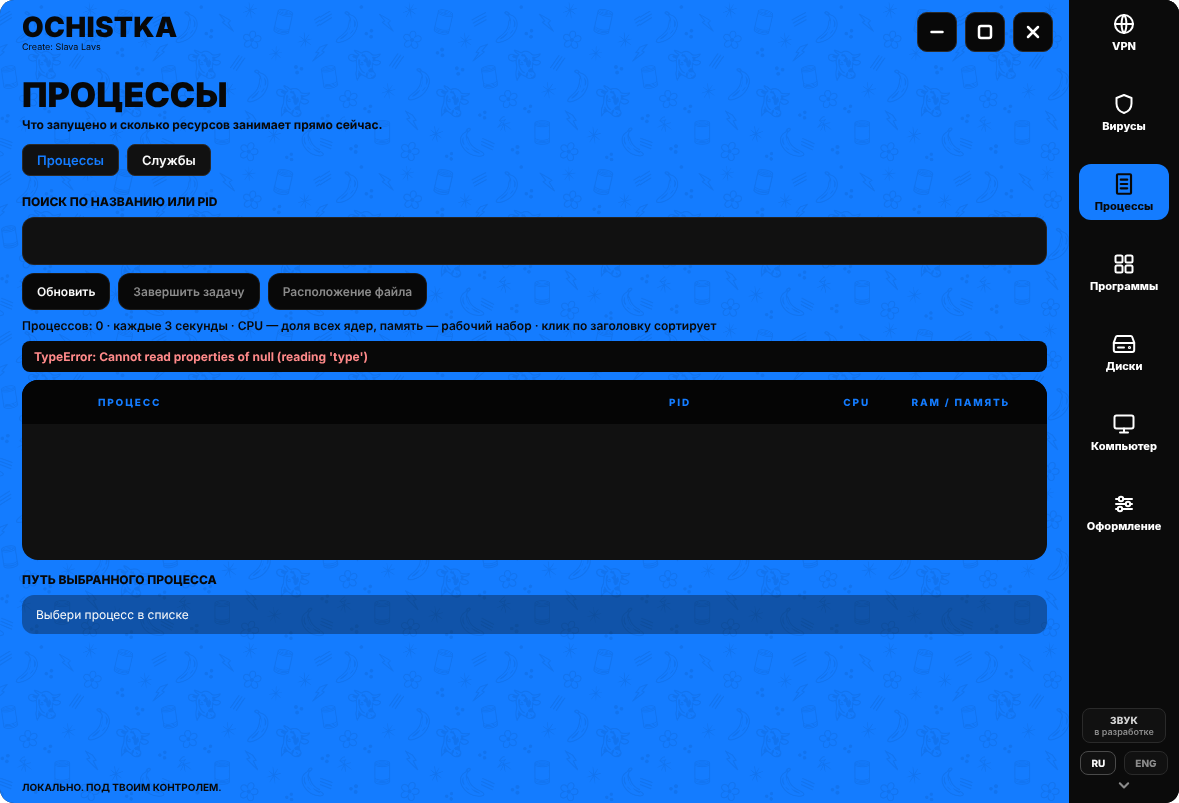 OCHISTKA
Create: Slava Lavs
ПРОЦЕССЫ
Что запущено и сколько ресурсов занимает прямо сейчас.
Процессы
Службы
ПОИСК ПО НАЗВАНИЮ ИЛИ PID
Обновить
Завершить задачу
Расположение файла
Процессов: 0 · каждые 3 секунды · CPU — доля всех ядер, память — рабочий набор · клик по заголовку сортирует
TypeError: Cannot read properties of null (reading 'type')
ПРОЦЕСС
PID
CPU
RAM / ПАМЯТЬ
ПУТЬ ВЫБРАННОГО ПРОЦЕССА
Выбери процесс в списке
ЛОКАЛЬНО. ПОД ТВОИМ КОНТРОЛЕМ.
VPN
Вирусы
Процессы
Программы
Диски
Компьютер
Оформление
ЗВУК
в разработке
RU
ENG